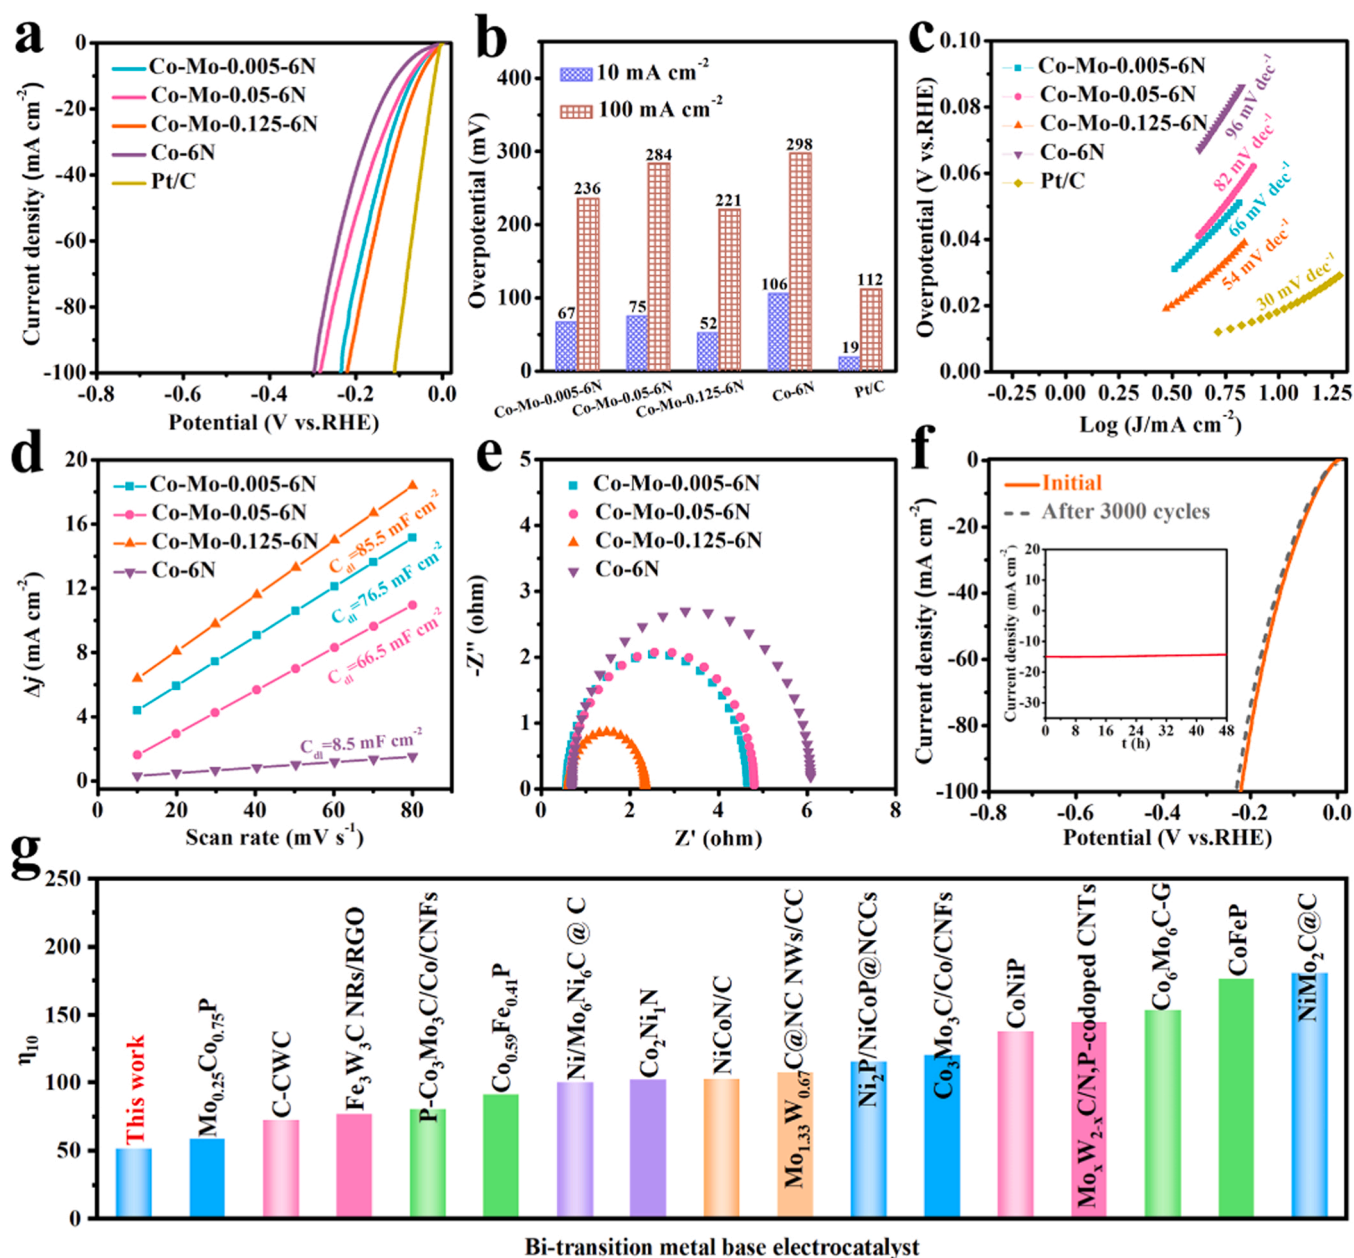 a
0
-20
-40
-60
-80
-100
-0.8
-0.6
-0.4
-0.2
0.0
Current density (mA cm-2)
Potential (V vs.RHE)
Co-Mo-0.005-6N
Co-Mo-0.05-6N
Co-Mo-0.125-6N
Co-6N
Pt/C
b
400
300
200
100
0
Overpotential (mV)
10 mA cm-2
100 mA cm-2
67
236
75
284
52
221
106
298
19
112
Co-Mo-0.005-6N
Co-Mo-0.05-6N
Co-Mo-0.125-6N
Co-6N
Pt/C
c
0.10
0.08
0.06
0.04
0.02
0.00
-0.25
0.00
0.25
0.50
0.75
1.00
1.25
Overpotential (V vs.RHE)
Log (J/mA cm-2)
Co-Mo-0.005-6N
Co-Mo-0.05-6N
Co-Mo-0.125-6N
Co-6N
Pt/C
96 mV dec-1
82 mV dec-1
66 mV dec-1
54 mV dec-1
30 mV dec-1
d
20
16
12
8
4
0
0
20
40
60
80
Δj (mA cm-2)
Scan rate (mV s-1)
Co-Mo-0.005-6N
Co-Mo-0.05-6N
Co-Mo-0.125-6N
Co-6N
Cdl=85.5 mF cm-2
Cdl=76.5 mF cm-2
Cdl=66.5 mF cm-2
Cdl=8.5 mF cm-2
e
5
4
3
2
1
0
0
2
4
6
8
-Z" (ohm)
Z' (ohm)
Co-Mo-0.005-6N
Co-Mo-0.05-6N
Co-Mo-0.125-6N
Co-6N
f
0
-20
-40
-60
-80
-100
-0.8
-0.6
-0.4
-0.2
0.0
Current density (mA cm-2)
Potential (V vs.RHE)
Initial
After 3000 cycles
20
10
0
-10
-20
-30
0
8
16
24
32
40
48
Current density (mA cm-2)
t (h)
g
250
200
150
100
50
0
η10
This work
Mo0.25Co0.75P
C-CWC
Fe3W3C NRs/RGO
P-Co3Mo3C/Co/CNFs
Co0.59Fe0.41P
Ni/Mo6Ni6C @ C
Co2Ni1N
NiCoN/C
Mo1.33W0.67C@NC NWs/CC
Ni2P/NiCoP@NCCs
Co3Mo3C/Co/CNFs
CoNiP
MoxW2-xC/N,P-codoped CNTs
Co6Mo6C-G
CoFeP
NiMo2C@C
Bi-transition metal base electrocatalyst